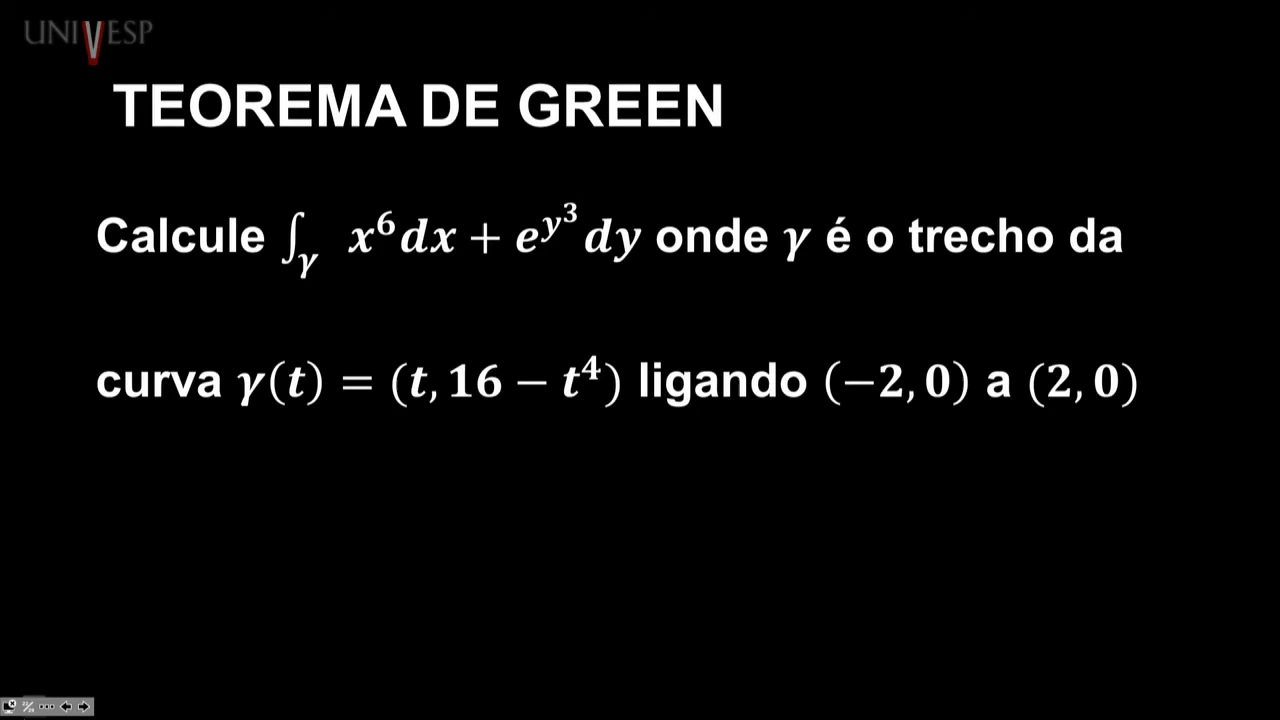 UNIVESP
TEOREMA DE GREEN
Calcule ∫_γ x⁶dx + e^{y³}dy onde γ é o trecho da
curva γ(t) = (t, 16 − t⁴) ligando (−2, 0) a (2, 0)